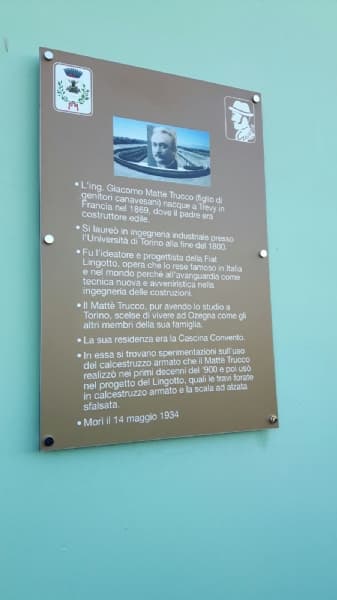 • L'ing. Giacomo Mattè Trucco (figlio di
genitori canavesani) nacque a Trevy in
Francia nel 1869, dove il padre era
costruttore edile.
• Si laureò in ingegneria industriale presso
l'Università di Torino alla fine del 1800.
• Fu l'ideatore e progettista della Fiat
Lingotto, opera che lo rese famoso in Italia
e nel mondo perché all'avanguardia come
tecnica nuova e avveniristica nella
ingegneria delle costruzioni.
• Il Mattè Trucco, pur avendo lo studio a
Torino, scelse di vivere ad Ozegna come gli
altri membri della sua famiglia.
• La sua residenza era la Cascina Convento.
• In essa si trovano sperimentazioni sull'uso
del calcestruzzo armato che il Mattè Trucco
realizzò nei primi decenni del '900 e poi usò
nel progetto del Lingotto, quali le travi forate
in calcestruzzo armato e la scala ad alzata
sfalsata.
• Morì il 14 maggio 1934